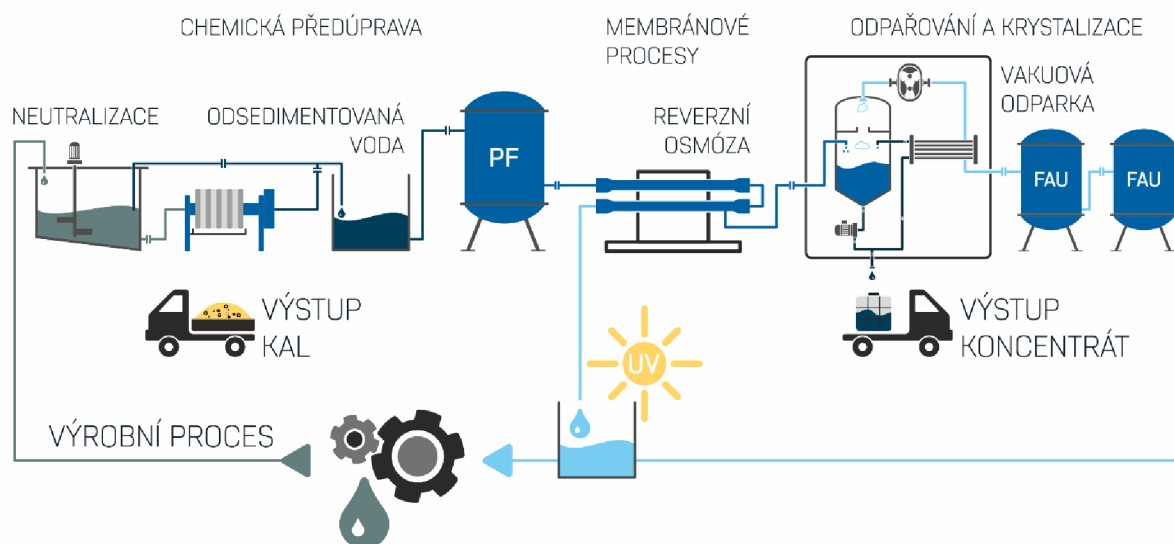 CHEMICKÁ PŘEDÚPRAVA
MEMBRÁNOVÉ
PROCESY
ODPAŘOVÁNÍ A KRYSTALIZACE
NEUTRALIZACE
ODSEDIMENTOVANÁ
VODA
PF
REVERZNÍ
OSMÓZA
VAKUOVÁ
ODPARKA
FAU
FAU
VÝSTUP
KAL
UV
VÝSTUP
KONCENTRÁT
VÝROBNÍ PROCES